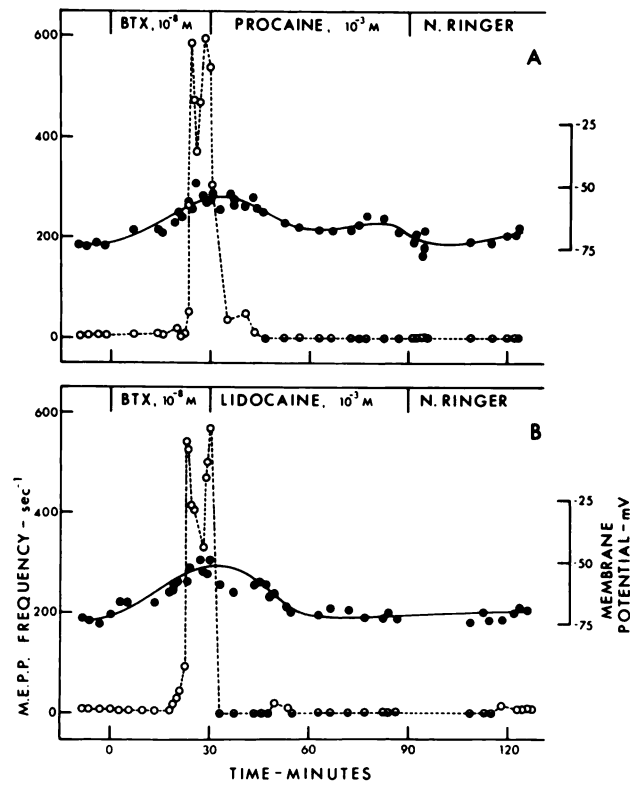 BTX, 10⁻⁸ M PROCAINE, 10⁻³ M N. RINGER
A
600
400
200
0
-25
-50
-75
BTX, 10⁻⁸ M LIDOCAINE, 10⁻³ M N. RINGER
B
600
400
200
0
-25
-50
-75
M.E.P.P. FREQUENCY - sec⁻¹
MEMBRANE
POTENTIAL - mV
0 30 60 90 120
TIME - MINUTES